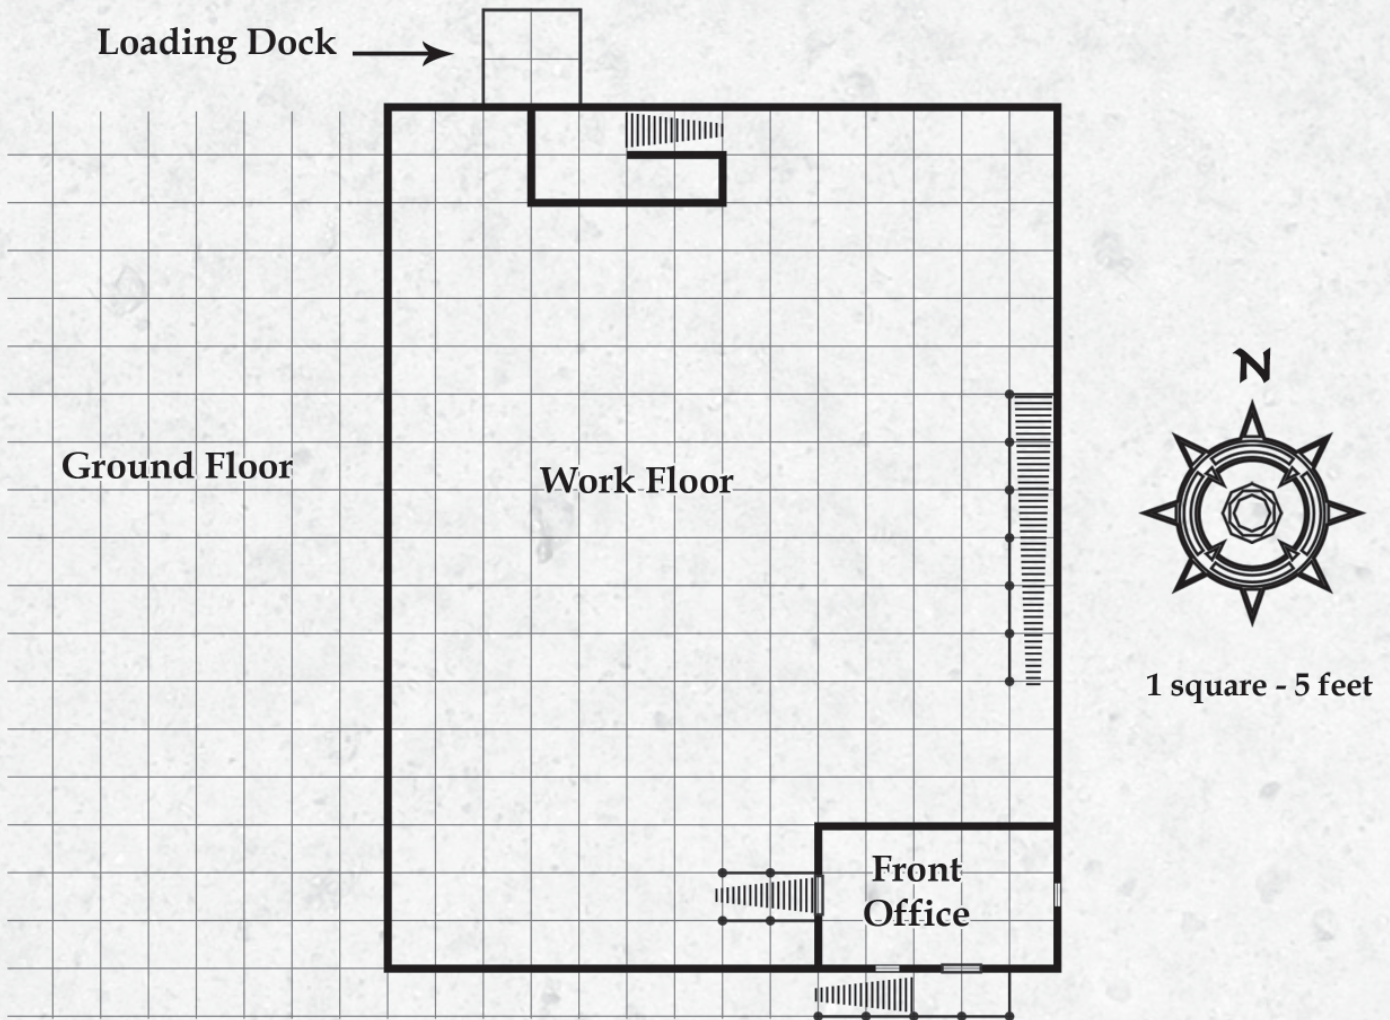 Loading Dock
N
Ground Floor
Work Floor
1 square - 5 feet
Front
Office